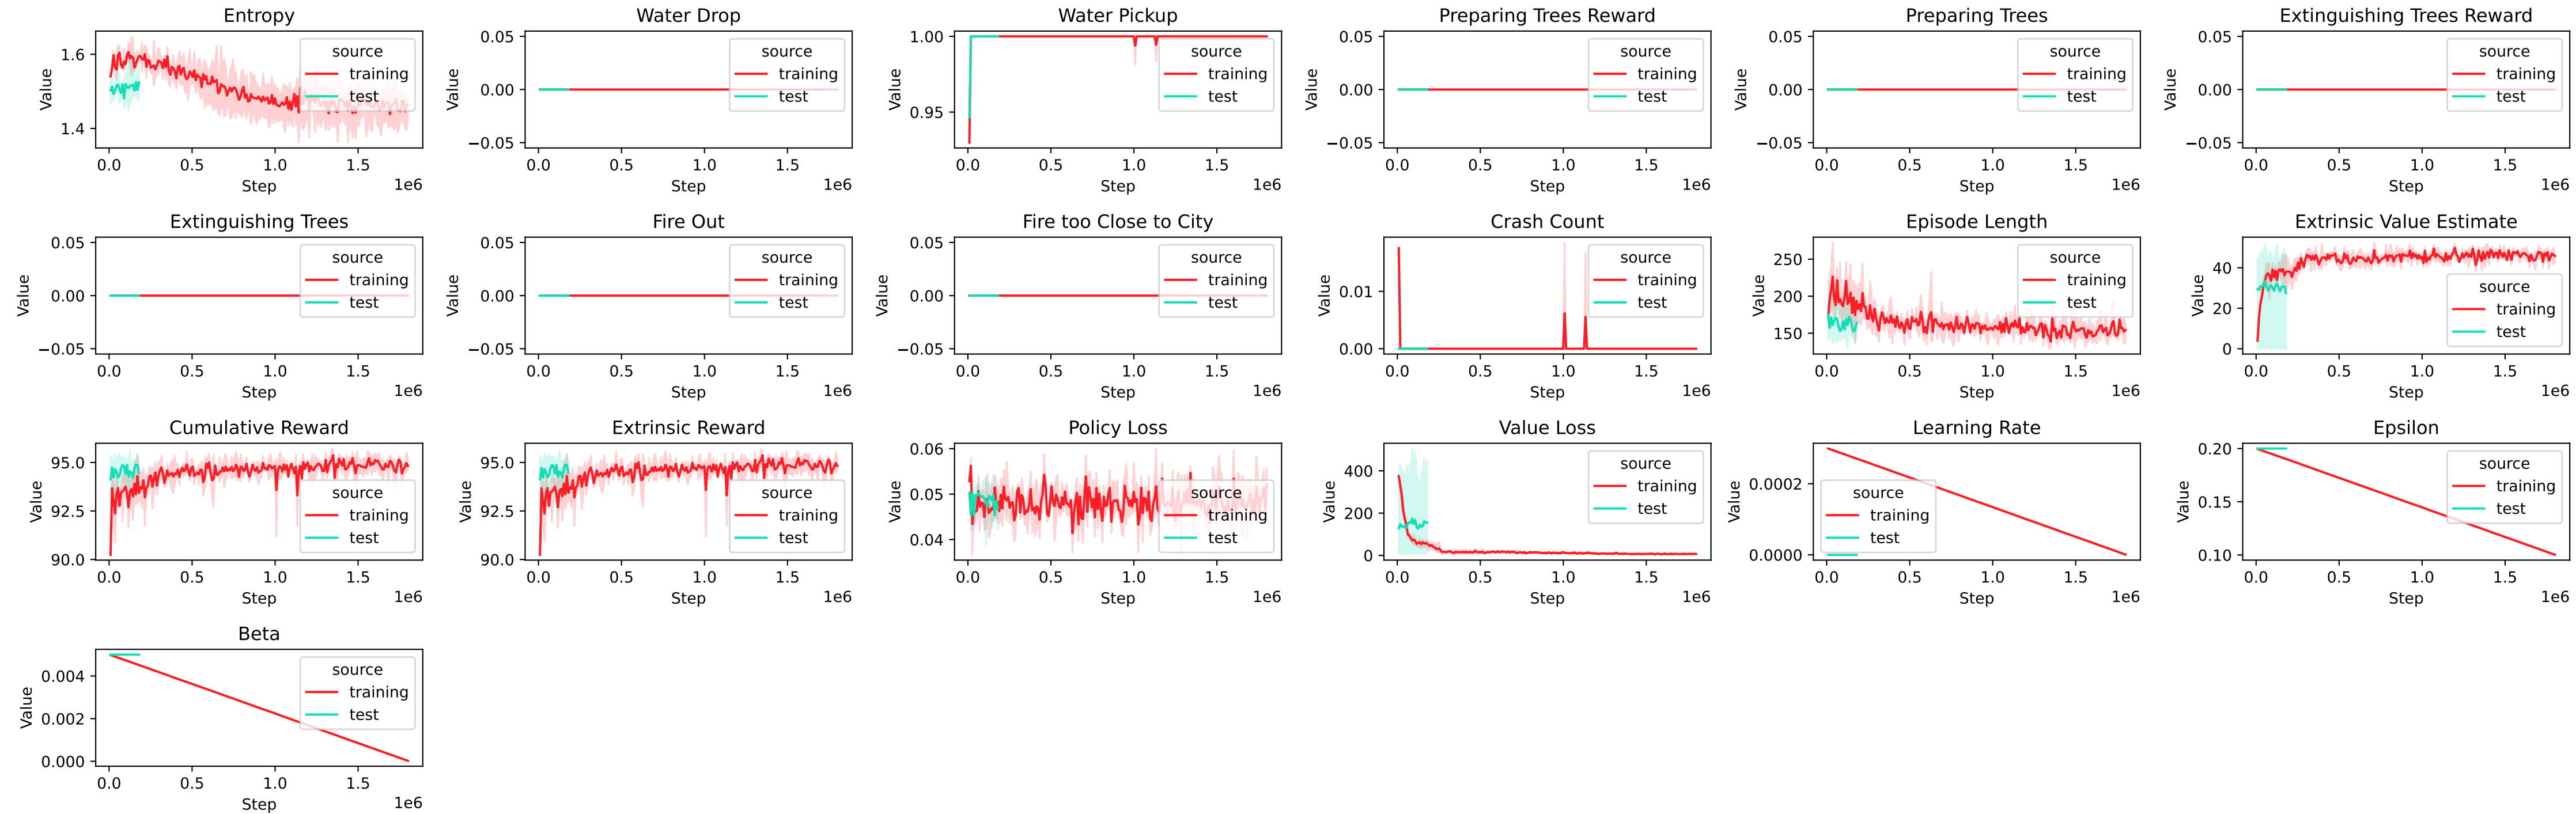 Entropy
Water Drop
Water Pickup
Preparing Trees Reward
Preparing Trees
Extinguishing Trees Reward
Value
1.6
1.4
source
training
test
0.0 0.5 1.0 1.5
Step
1e6
Value
0.05
0.00
−0.05
source
training
test
0.0 0.5 1.0 1.5
Step
1e6
Value
1.00
0.95
source
training
test
0.0 0.5 1.0 1.5
Step
1e6
Value
0.05
0.00
−0.05
source
training
test
0.0 0.5 1.0 1.5
Step
1e6
Value
0.05
0.00
−0.05
source
training
test
0.0 0.5 1.0 1.5
Step
1e6
Value
0.05
0.00
−0.05
source
training
test
0.0 0.5 1.0 1.5
Step
1e6
Extinguishing Trees
Fire Out
Fire too Close to City
Crash Count
Episode Length
Extrinsic Value Estimate
Value
0.05
0.00
−0.05
source
training
test
0.0 0.5 1.0 1.5
Step
1e6
Value
0.05
0.00
−0.05
source
training
test
0.0 0.5 1.0 1.5
Step
1e6
Value
0.05
0.00
−0.05
source
training
test
0.0 0.5 1.0 1.5
Step
1e6
Value
0.01
0.00
source
training
test
0.0 0.5 1.0 1.5
Step
1e6
Value
250
200
150
source
training
test
0.0 0.5 1.0 1.5
Step
1e6
Value
40
20
0
source
training
test
0.0 0.5 1.0 1.5
Step
1e6
Cumulative Reward
Extrinsic Reward
Policy Loss
Value Loss
Learning Rate
Epsilon
Value
95.0
92.5
90.0
source
training
test
0.0 0.5 1.0 1.5
Step
1e6
Value
95.0
92.5
90.0
source
training
test
0.0 0.5 1.0 1.5
Step
1e6
Value
0.06
0.05
0.04
source
training
test
0.0 0.5 1.0 1.5
Step
1e6
Value
400
200
0
source
training
test
0.0 0.5 1.0 1.5
Step
1e6
Value
0.0002
0.0000
source
training
test
0.0 0.5 1.0 1.5
Step
1e6
Value
0.20
0.15
0.10
source
training
test
0.0 0.5 1.0 1.5
Step
1e6
Beta
Value
0.004
0.002
0.000
source
training
test
0.0 0.5 1.0 1.5
Step
1e6